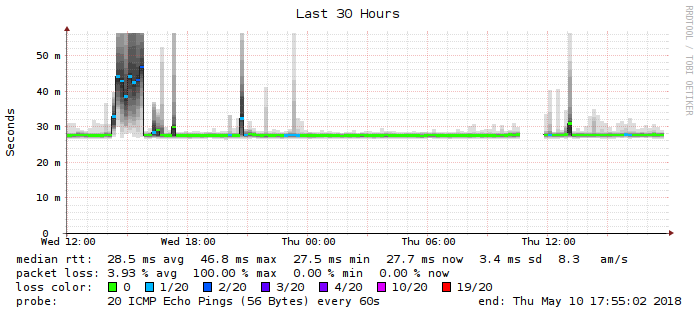 Last 30 Hours
RRDTOOL / TOBI OETIKER
Seconds
50 m
40 m
30 m
20 m
10 m
0
Wed 12:00 Wed 18:00 Thu 00:00 Thu 06:00 Thu 12:00
median rtt: 28.5 ms avg 46.8 ms max 27.5 ms min 27.7 ms now 3.4 ms sd 8.3 am/s
packet loss: 3.93 % avg 100.00 % max 0.00 % min 0.00 % now
loss color: 0 1/20 2/20 3/20 4/20 10/20 19/20
probe: 20 ICMP Echo Pings (56 Bytes) every 60s end: Thu May 10 17:55:02 2018